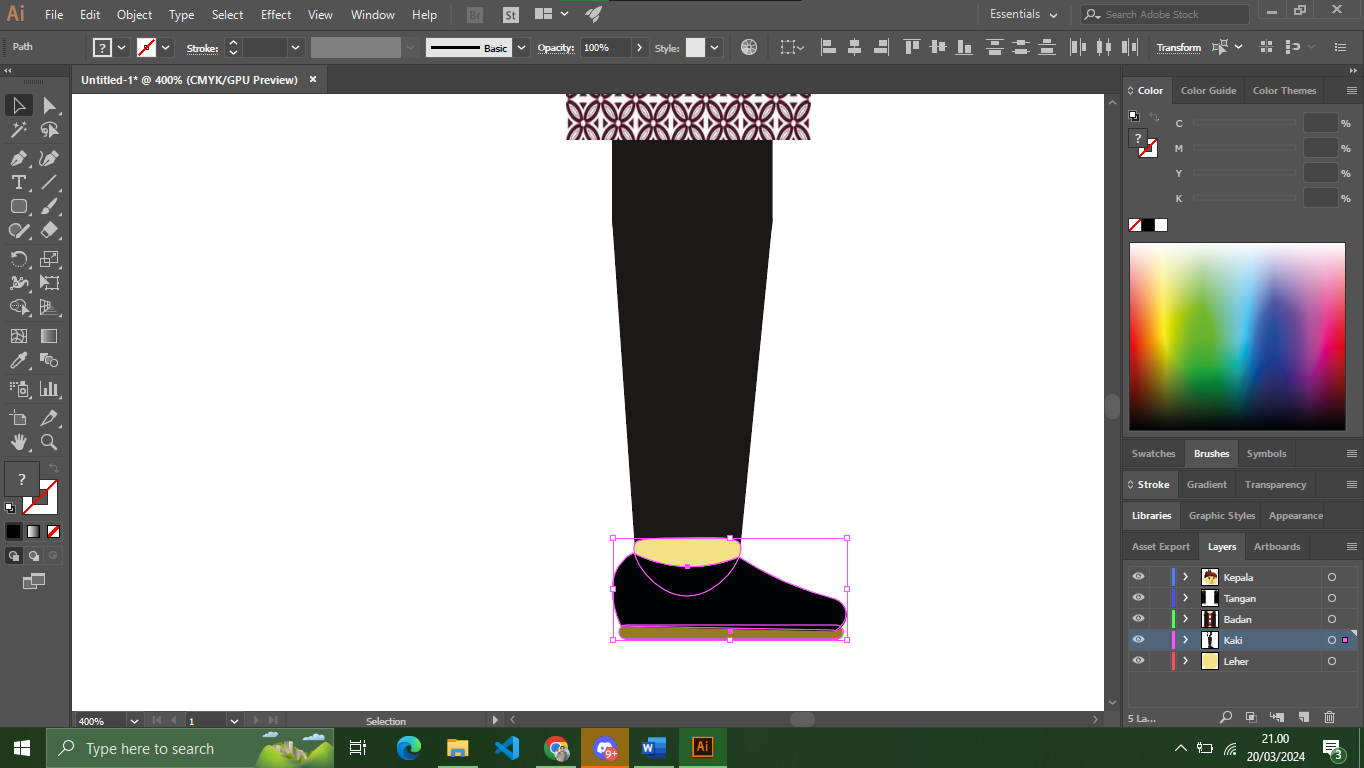 Ai File Edit Object Type Select Effect View Window Help Br St Essentials Search Adobe Stock
Path ? Stroke: Basic Opacity: 100% Style: Transform
Untitled-1* @ 400% (CMYK/GPU Preview) ×
Color Color Guide Color Themes
C %
? M %
Y %
K %
Swatches Brushes Symbols
Stroke Gradient Transparency
Libraries Graphic Styles Appearance
Asset Export Layers Artboards
Kepala
Tangan
Badan
Kaki
Leher
?
400% 1 Selection 5 La...
Type here to search 9+ W Ai 21.00
20/03/2024 3